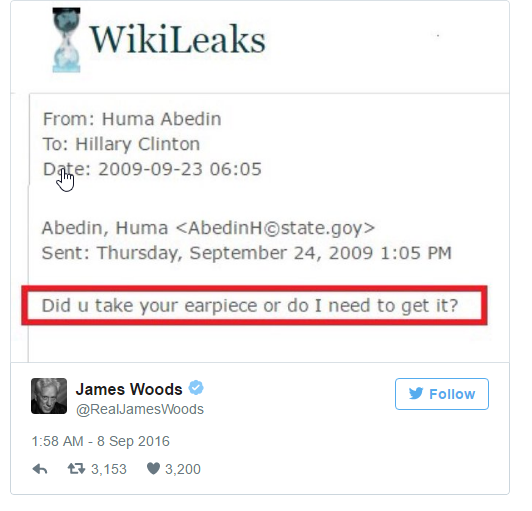 WikiLeaks
From: Huma Abedin
To: Hillary Clinton
Date: 2009-09-23 06:05
Abedin, Huma <AbedinH©state.goy>
Sent: Thursday, September 24, 2009 1:05 PM
Did u take your earpiece or do I need to get it?
James Woods
@RealJamesWoods
Follow
1:58 AM - 8 Sep 2016
3,153 3,200